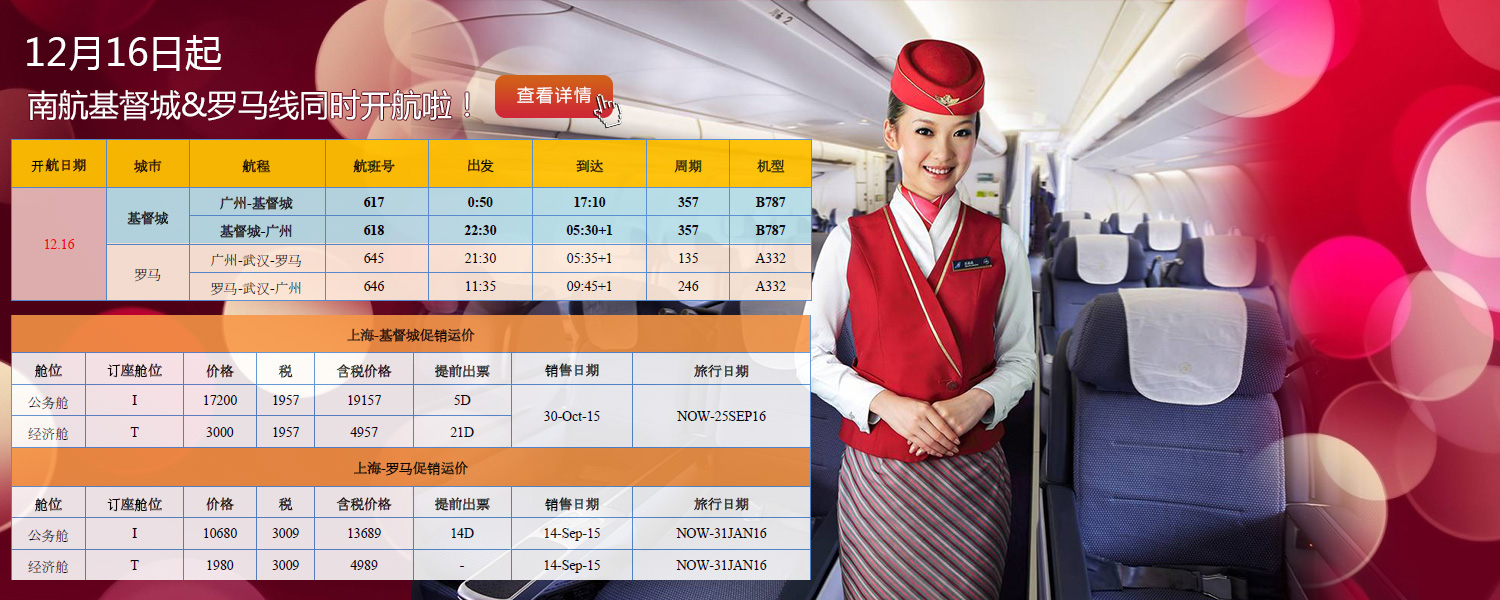 12月16日起
南航基督城&罗马线同时开航啦！
查看详情
开航日期 城市 航程 航班号 出发 到达 周期 机型
12.16 基督城 广州-基督城 617 0:50 17:10 357 B787
基督城-广州 618 22:30 05:30+1 357 B787
罗马 广州-武汉-罗马 645 21:30 05:35+1 135 A332
罗马-武汉-广州 646 11:35 09:45+1 246 A332
上海-基督城促销运价
舱位 订座舱位 价格 税 含税价格 提前出票 销售日期 旅行日期
公务舱 I 17200 1957 19157 5D 30-Oct-15 NOW-25SEP16
经济舱 T 3000 1957 4957 21D
上海-罗马促销运价
舱位 订座舱位 价格 税 含税价格 提前出票 销售日期 旅行日期
公务舱 I 10680 3009 13689 14D 14-Sep-15 NOW-31JAN16
经济舱 T 1980 3009 4989 - 14-Sep-15 NOW-31JAN16